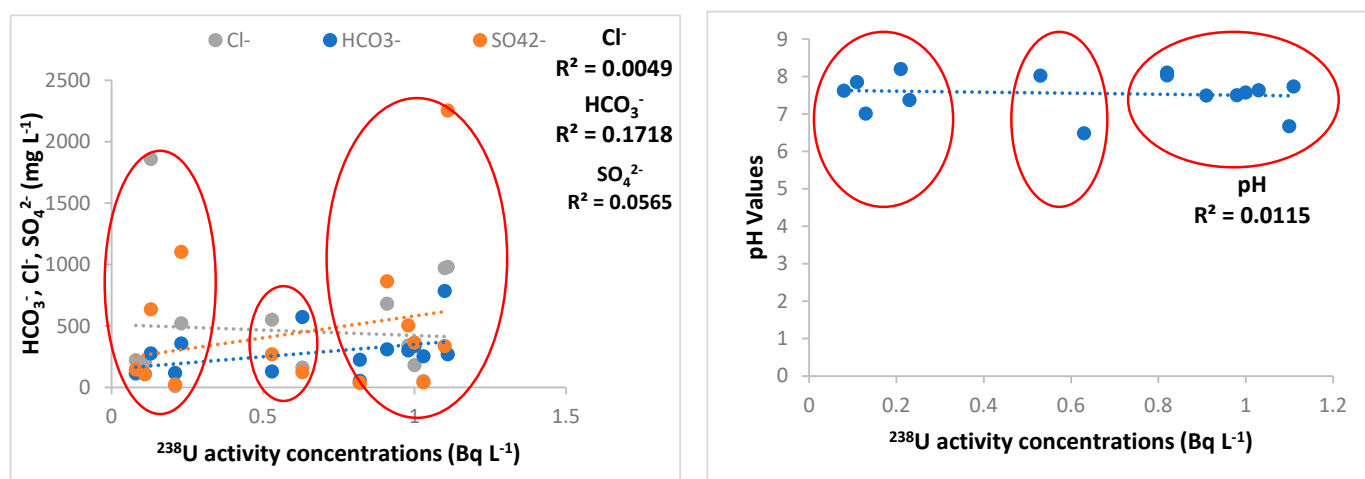 Cl- HCO3- SO42-
Cl⁻
R² = 0.0049
HCO₃⁻
R² = 0.1718
SO₄²⁻
R² = 0.0565
HCO₃⁻, Cl⁻, SO₄²⁻ (mg L⁻¹)
2500
2000
1500
1000
500
0
0 0.5 1 1.5
²³⁸U activity concentrations (Bq L⁻¹)
pH Values
9
8
7
6
5
4
3
2
1
0
pH
R² = 0.0115
0 0.2 0.4 0.6 0.8 1 1.2
²³⁸U activity concentrations (Bq L⁻¹)